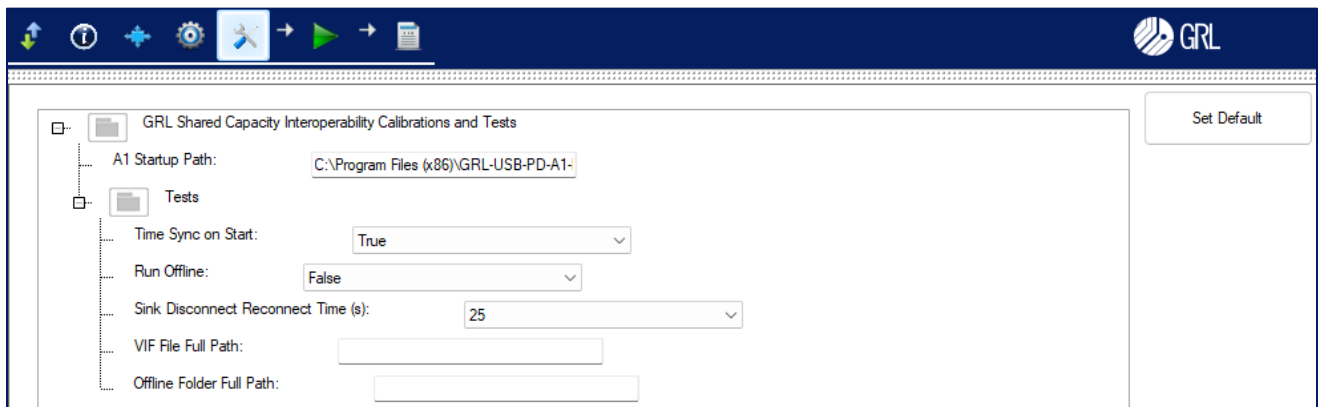 GRL
Set Default
GRL Shared Capacity Interoperability Calibrations and Tests
A1 Startup Path: C:\Program Files (x86)\GRL-USB-PD-A1-
Tests
Time Sync on Start: True
Run Offline: False
Sink Disconnect Reconnect Time (s): 25
VIF File Full Path:
Offline Folder Full Path: